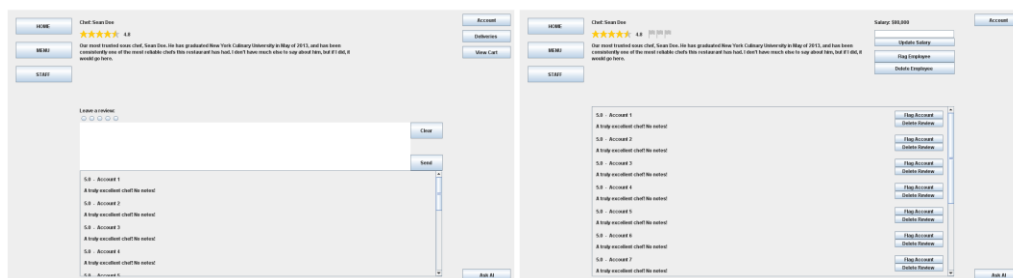 HOME
MENU
STAFF
Chef: Sean Doe
4.8
Our most trusted sous chef, Sean Doe. He has graduated New York Culinary University in May of 2013, and has been
consistently one of the most reliable chefs this restaurant has had. I don't have much else to say about him, but if I did, it
would go here.
Account
Deliveries
View Cart
Leave a review:
Clear
Send
5.0 - Account 1
A truly excellent chef! No notes!
5.0 - Account 2
A truly excellent chef! No notes!
5.0 - Account 3
A truly excellent chef! No notes!
5.0 - Account 4
A truly excellent chef! No notes!
5.0 - Account 5
Ask AI
HOME
MENU
STAFF
Chef: Sean Doe
4.8
Our most trusted sous chef, Sean Doe. He has graduated New York Culinary University in May of 2013, and has been
consistently one of the most reliable chefs this restaurant has had. I don't have much else to say about him, but if I did, it
would go here.
Salary: $80,000
Update Salary
Flag Employee
Delete Employee
Account
5.0 - Account 1
Flag Account
Delete Review
A truly excellent chef! No notes!
5.0 - Account 2
Flag Account
Delete Review
A truly excellent chef! No notes!
5.0 - Account 3
Flag Account
Delete Review
A truly excellent chef! No notes!
5.0 - Account 4
Flag Account
Delete Review
A truly excellent chef! No notes!
5.0 - Account 5
Flag Account
Delete Review
A truly excellent chef! No notes!
5.0 - Account 6
Flag Account
Delete Review
A truly excellent chef! No notes!
5.0 - Account 7
Flag Account
Delete Review
A truly excellent chef! No notes!
Ask AI